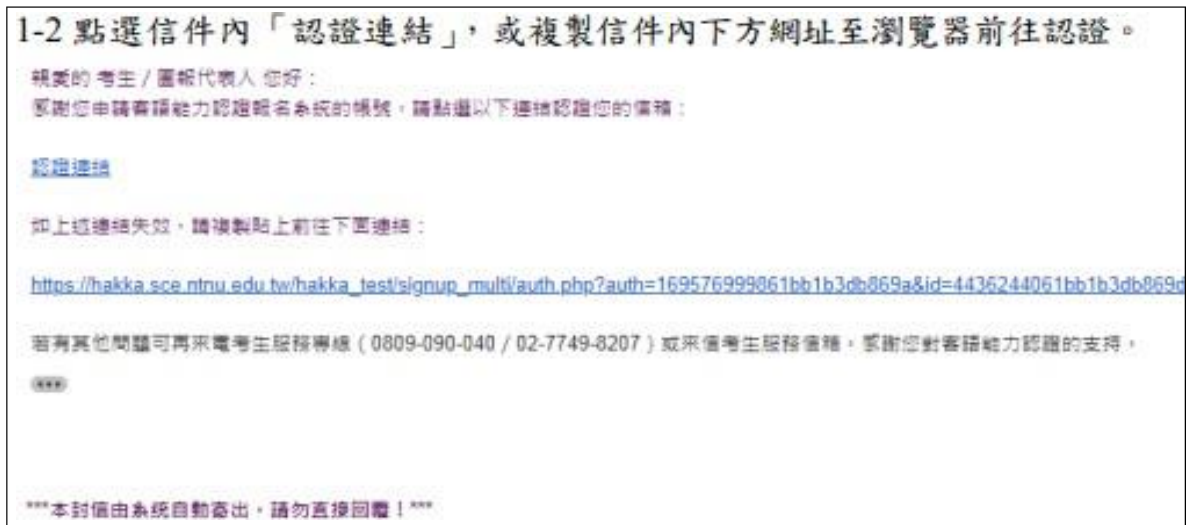 1-2 點選信件內「認證連結」，或複製信件內下方網址至瀏覽器前往認證。
親愛的 考生 / 團報代表人 您好：
感謝您申請客語能力認證報名系統的帳號，請點選以下連結認證您的信箱：
認證連結
如上述連結失效，請複製貼上前往下面連結：
https://hakka.sce.ntnu.edu.tw/hakka_test/signup_multi/auth.php?auth=169576999861bb1b3db869a&id=4436244061bb1b3db869d
若有其他問題可再來電考生服務專線（0809-090-040 / 02-7749-8207）或來信考生服務信箱，感謝您對客語能力認證的支持，
***本封信由系統自動寄出，請勿直接回覆！***